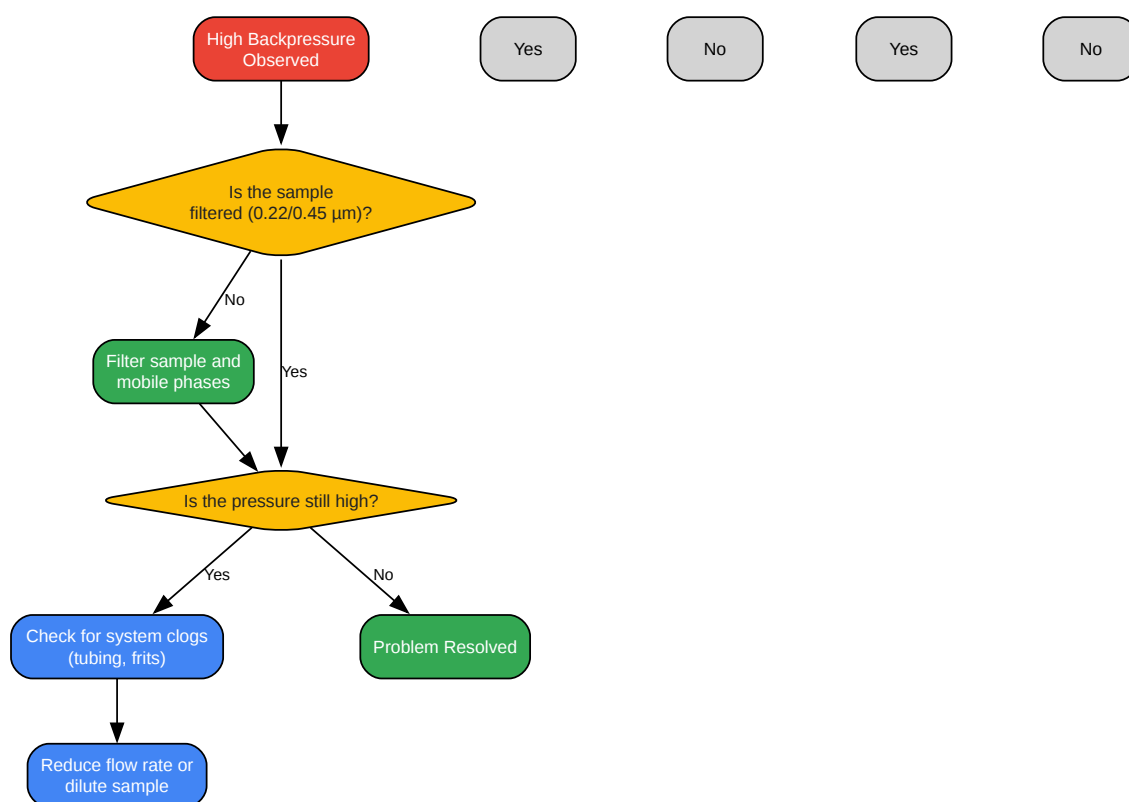 High Backpressure
Observed
Yes
No
Yes
No
Is the sample
filtered (0.22/0.45 µm)?
No
Filter sample and
mobile phases
Yes
Is the pressure still high?
Yes
No
Check for system clogs
(tubing, frits)
Problem Resolved
Reduce flow rate or
dilute sample